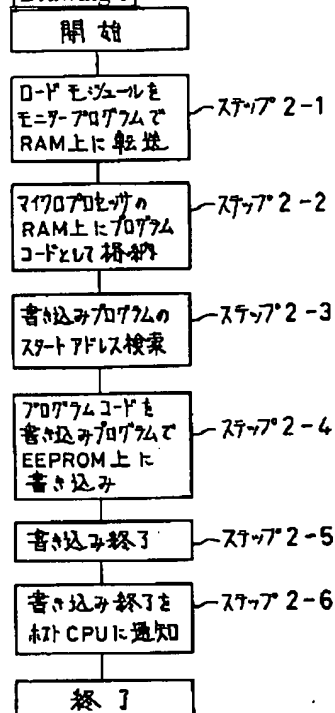 開始
ロードモジュールを
モニタープログラムで
RAM上に転送
ステップ2-1
マイクロプロセッサの
RAM上にプログラム
コードとして格納
ステップ2-2
書き込みプログラムの
スタートアドレス検索
ステップ2-3
プログラムコードを
書き込みプログラムで
EEPROM上に
書き込み
ステップ2-4
書き込み終了
ステップ2-5
書き込み終了を
ホストCPUに通知
ステップ2-6
終了